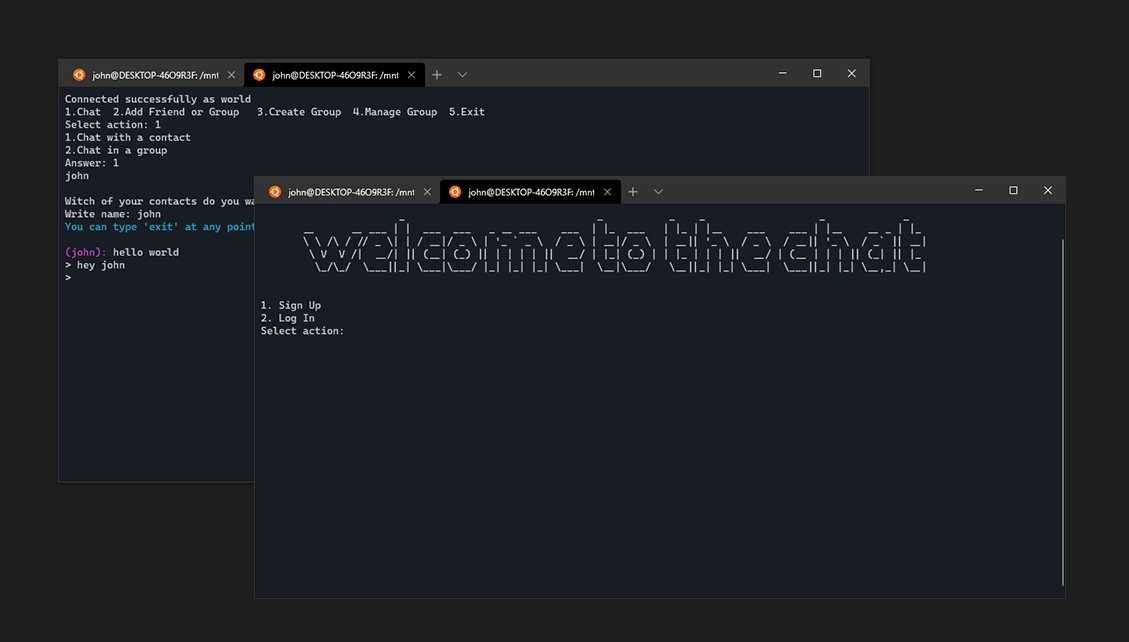 john@DESKTOP-46O9R3F: /mnt
john@DESKTOP-46O9R3F: /mnt
Connected successfully as world
1.Chat 2.Add Friend or Group 3.Create Group 4.Manage Group 5.Exit
Select action: 1
1.Chat with a contact
2.Chat in a group
Answer: 1
john
Witch of your contacts do you
Write name: john
You can type 'exit' at any point
(john): hello world
> hey john
>
john@DESKTOP-46O9R3F: /mnt
john@DESKTOP-46O9R3F: /mnt
welcome to the chat
1. Sign Up
2. Log In
Select action: